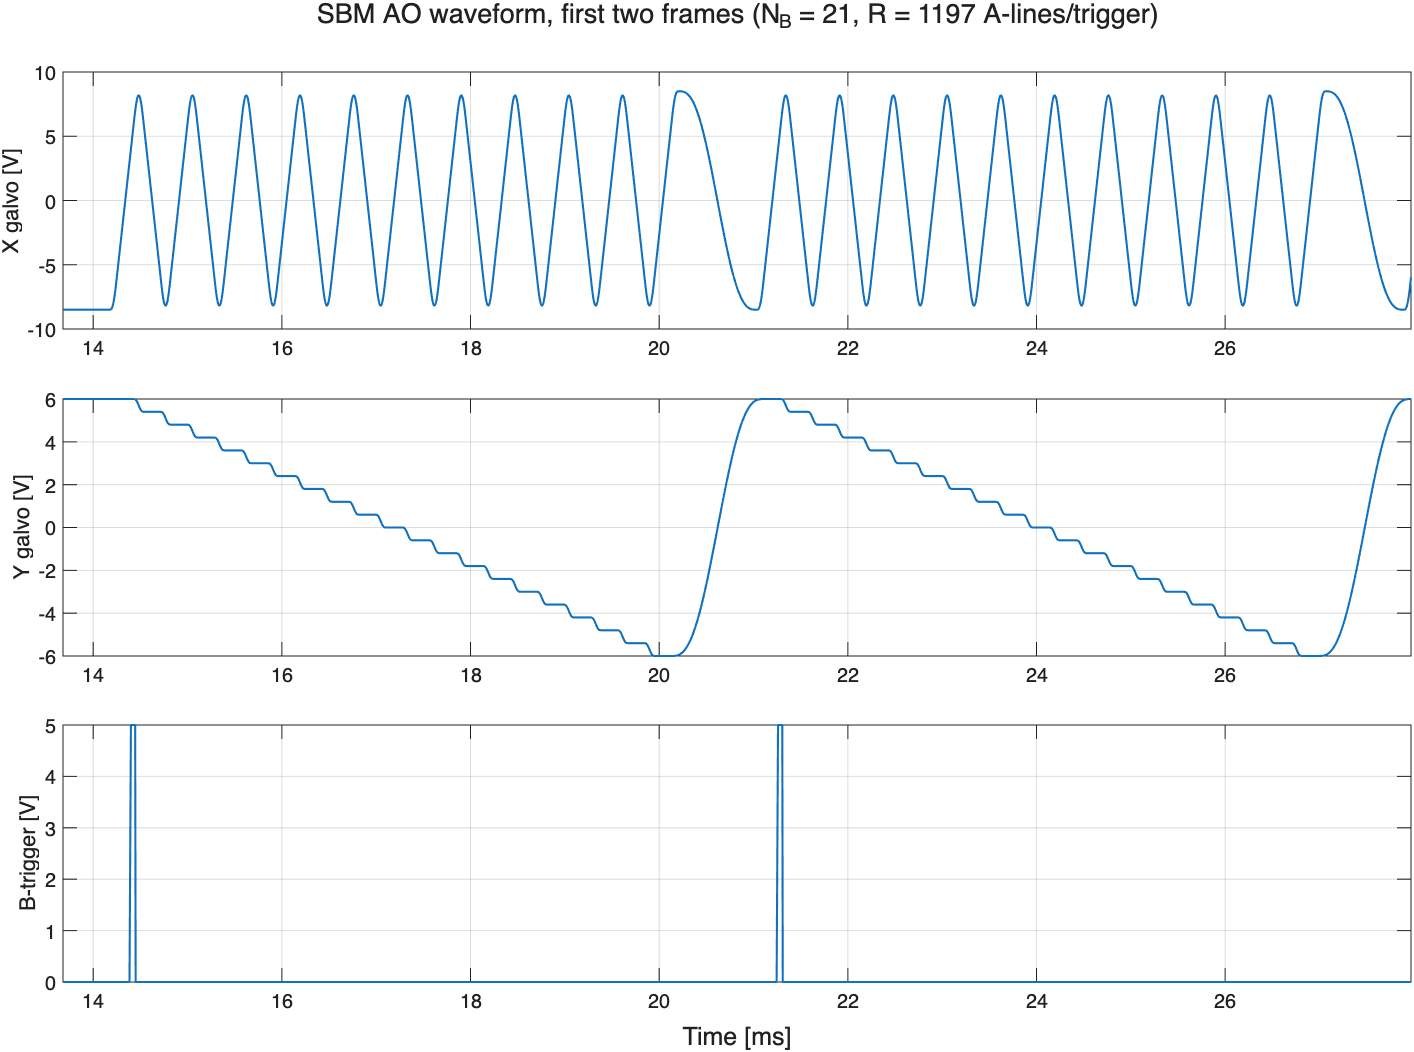 SBM AO waveform, first two frames (N_B = 21, R = 1197 A-lines/trigger)
10
5
0
-5
-10
X galvo [V]
14 16 18 20 22 24 26
6
4
2
0
-2
-4
-6
Y galvo [V]
14 16 18 20 22 24 26
5
4
3
2
1
0
B-trigger [V]
14 16 18 20 22 24 26
Time [ms]